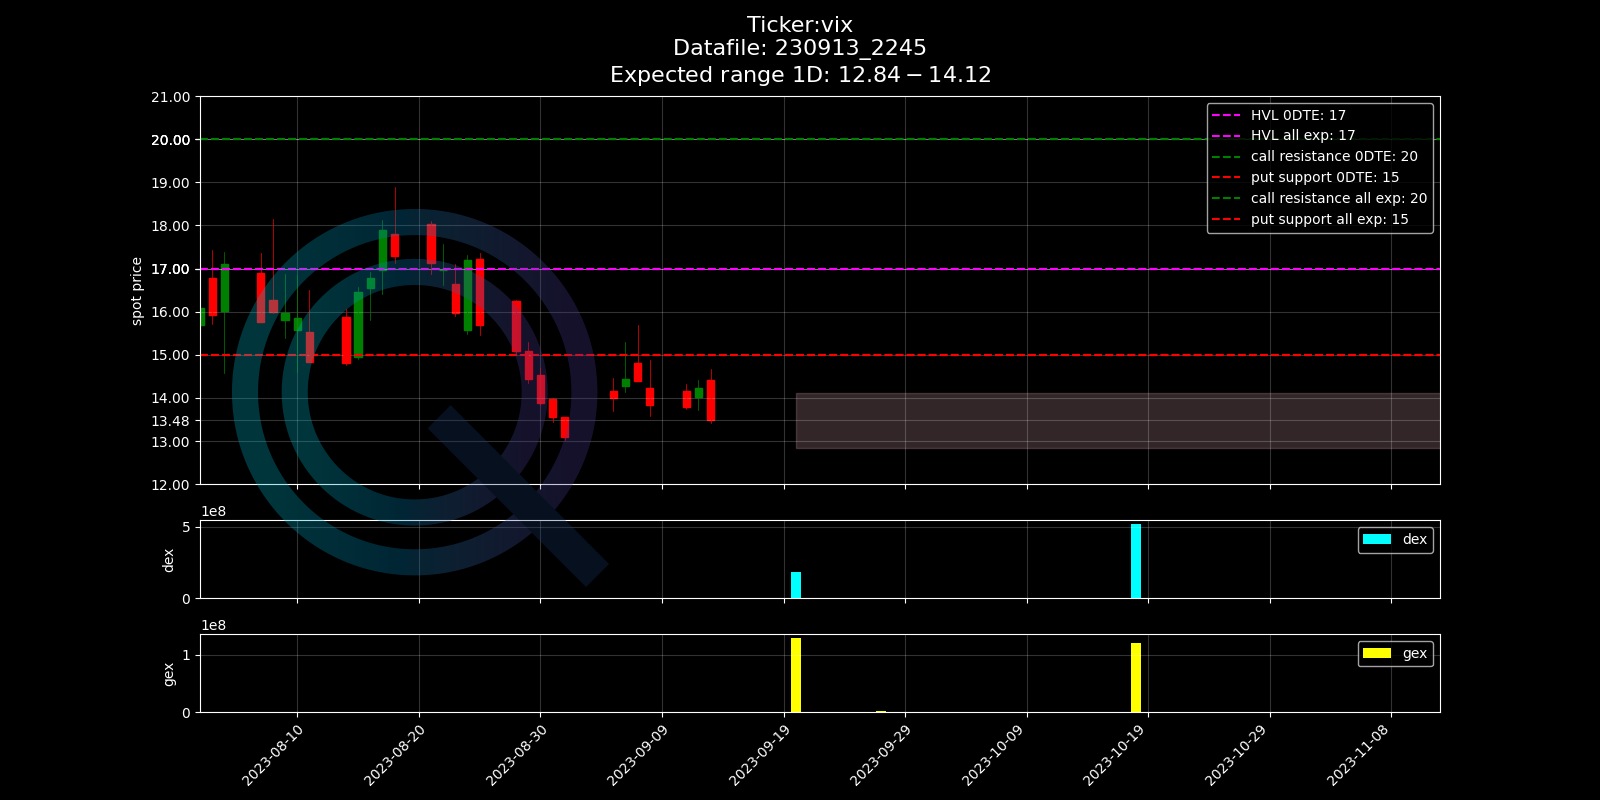 Ticker:vix
Datafile: 230913_2245
Expected range 1D: 12.84 − 14.12
21.00
20.00
19.00
18.00
17.00
16.00
15.00
14.00
13.48
13.00
12.00
spot price
HVL 0DTE: 17
HVL all exp: 17
call resistance 0DTE: 20
put support 0DTE: 15
call resistance all exp: 20
put support all exp: 15
1e8
5
0
dex
dex
1e8
1
0
gex
gex
2023-08-10
2023-08-20
2023-08-30
2023-09-09
2023-09-19
2023-09-29
2023-10-09
2023-10-19
2023-10-29
2023-11-08